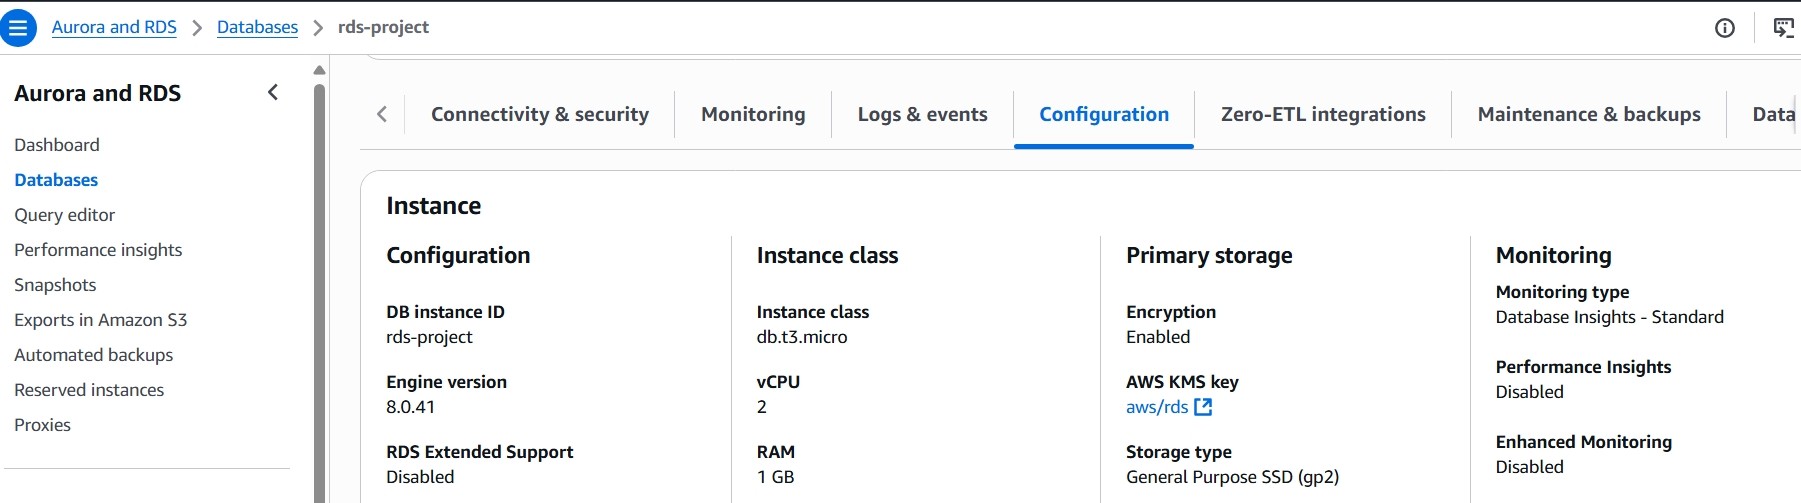 Aurora and RDS > Databases > rds-project
Aurora and RDS
Dashboard
Databases
Query editor
Performance insights
Snapshots
Exports in Amazon S3
Automated backups
Reserved instances
Proxies
Connectivity & security
Monitoring
Logs & events
Configuration
Zero-ETL integrations
Maintenance & backups
Data
Instance
Configuration
DB instance ID
rds-project
Engine version
8.0.41
RDS Extended Support
Disabled
Instance class
Instance class
db.t3.micro
vCPU
2
RAM
1 GB
Primary storage
Encryption
Enabled
AWS KMS key
aws/rds
Storage type
General Purpose SSD (gp2)
Monitoring
Monitoring type
Database Insights - Standard
Performance Insights
Disabled
Enhanced Monitoring
Disabled